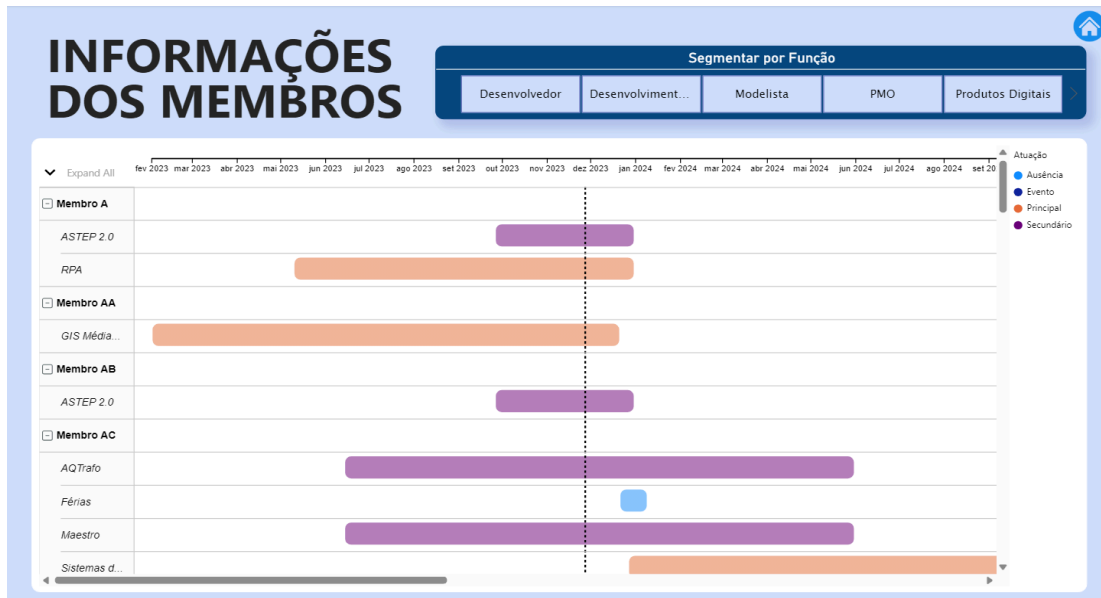 INFORMAÇÕES
DOS MEMBROS
Segmentar por Função
Desenvolvedor Desenvolviment... Modelista PMO Produtos Digitais
Expand All fev 2023 mar 2023 abr 2023 mai 2023 jun 2023 jul 2023 ago 2023 set 2023 out 2023 nov 2023 dez 2023 jan 2024 fev 2024 mar 2024 abr 2024 mai 2024 jun 2024 jul 2024 ago 2024 set 20
Atuação
Ausência
Evento
Principal
Secundário
Membro A
ASTEP 2.0
RPA
Membro AA
GIS Média...
Membro AB
ASTEP 2.0
Membro AC
AQTrafo
Férias
Maestro
Sistemas d...